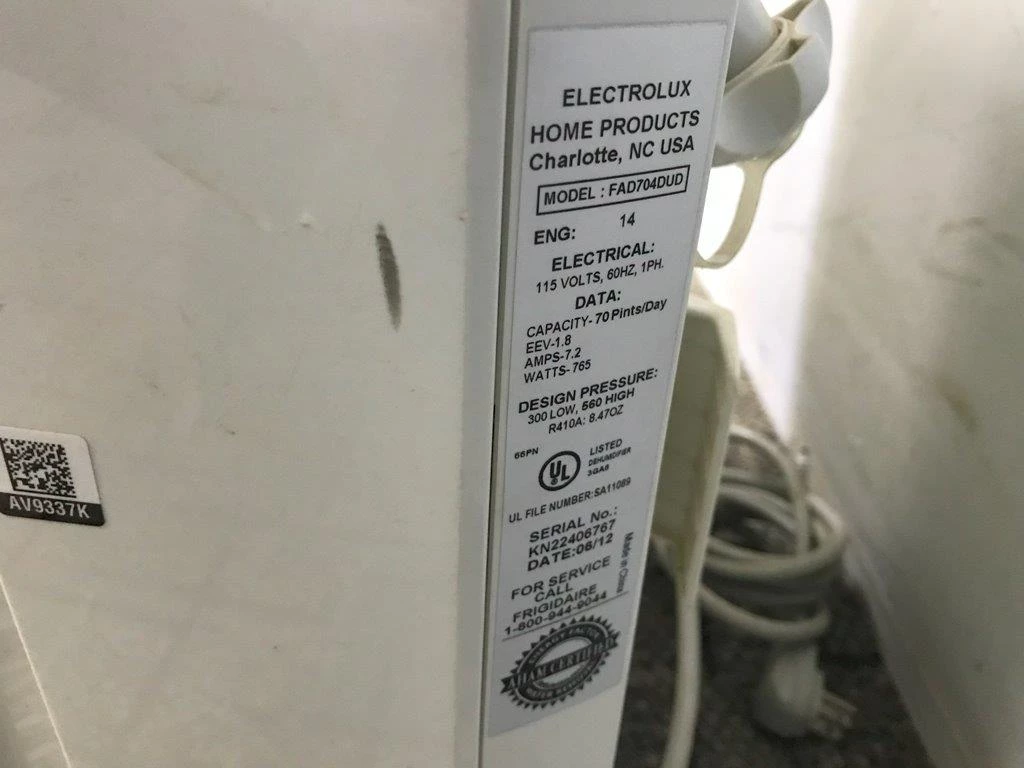 ELECTROLUX
HOME PRODUCTS
Charlotte, NC USA
MODEL : FAD704DUD
ENG: 14
ELECTRICAL:
115 VOLTS, 60HZ, 1PH.
DATA:
CAPACITY- 70 Pints/Day
EEV-1.8
AMPS-7.2
WATTS- 765
DESIGN PRESSURE:
300 LOW, 560 HIGH
R410A: 8.47OZ
66PN
UL
LISTED
DEHUMIDIFIER
3GA6
UL FILE NUMBER:SA11089
SERIAL No.:
KN22406767
DATE:06/12
Made in China
FOR SERVICE
CALL
FRIGIDAIRE
1-800-944-9044
AHAM CERTIFIED
AV9337K